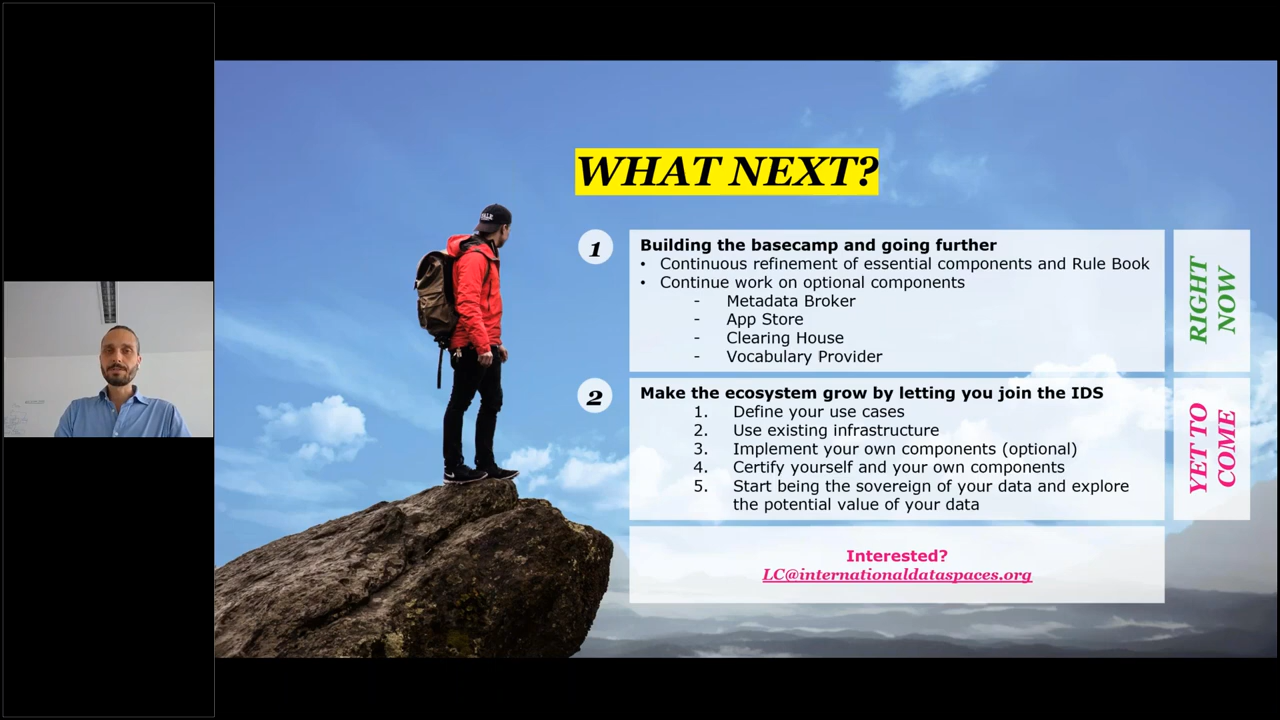 WHAT NEXT?
1
Building the basecamp and going further
• Continuous refinement of essential components and Rule Book
• Continue work on optional components
- Metadata Broker
- App Store
- Clearing House
- Vocabulary Provider
RIGHT
NOW
2
Make the ecosystem grow by letting you join the IDS
1. Define your use cases
2. Use existing infrastructure
3. Implement your own components (optional)
4. Certify yourself and your own components
5. Start being the sovereign of your data and explore
the potential value of your data
YET TO
COME
Interested?
LC@internationaldataspaces.org